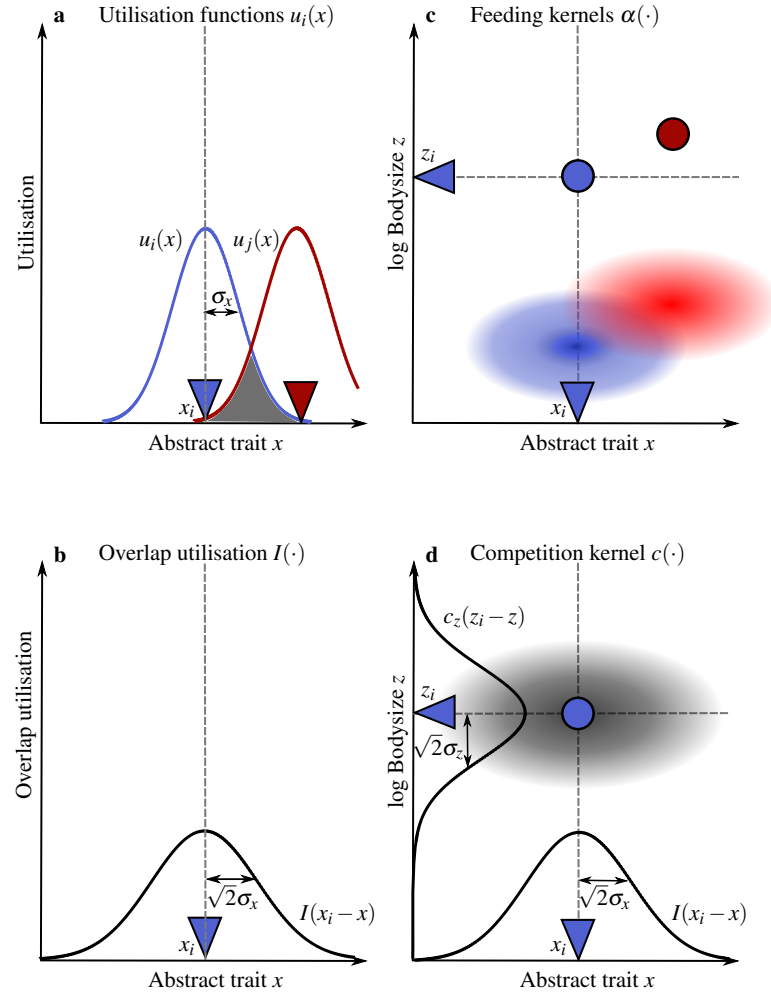 a Utilisation functions uᵢ(x)
Utilisation
uᵢ(x)
uⱼ(x)
σₓ
xᵢ
Abstract trait x
c Feeding kernels α(·)
log Bodysize z
zᵢ
xᵢ
Abstract trait x
b Overlap utilisation I(·)
Overlap utilisation
√2σₓ
xᵢ
I(xᵢ − x)
Abstract trait x
d Competition kernel c(·)
log Bodysize z
c_z(zᵢ − z)
zᵢ
√2σ_z
√2σₓ
xᵢ
I(xᵢ − x)
Abstract trait x